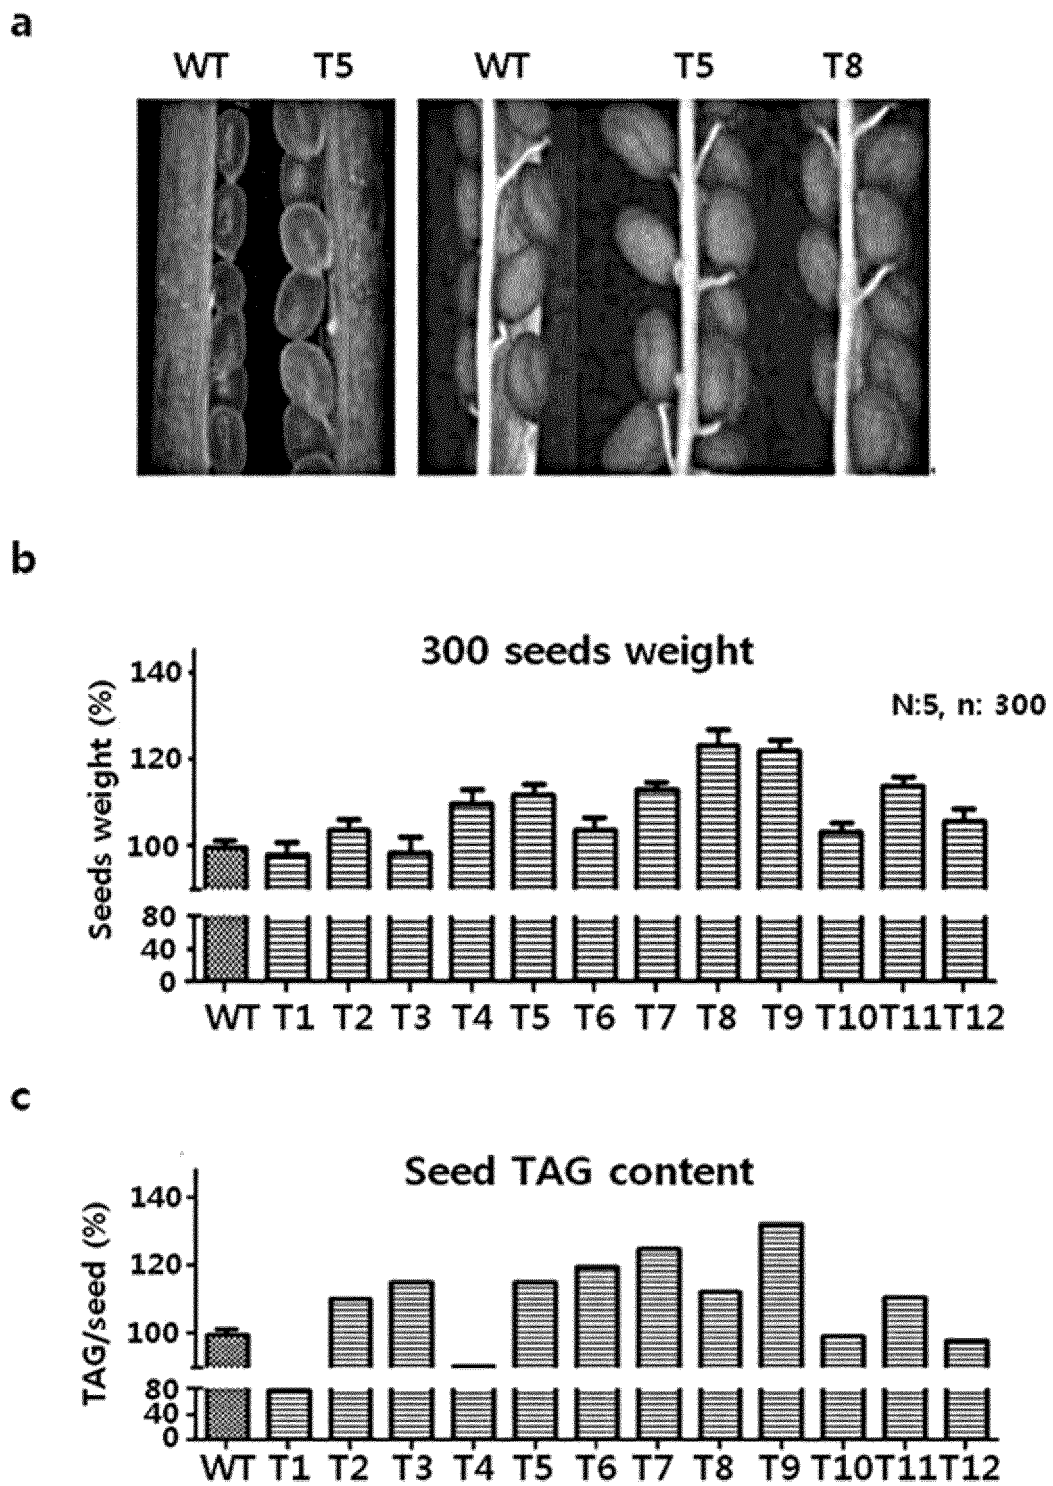 a
WT T5 WT T5 T8
b
300 seeds weight
N:5, n: 300
Seeds weight (%)
140
120
100
80
40
0
WT T1 T2 T3 T4 T5 T6 T7 T8 T9 T10 T11 T12
c
Seed TAG content
TAG/seed (%)
140
120
100
80
40
0
WT T1 T2 T3 T4 T5 T6 T7 T8 T9 T10 T11 T12